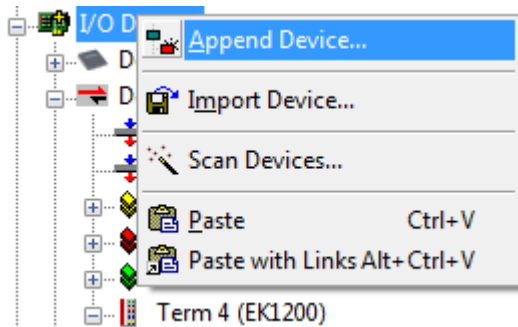 I/O D
Append Device...
D
D
Import Device...
Scan Devices...
Paste Ctrl+V
Paste with Links Alt+Ctrl+V
Term 4 (EK1200)